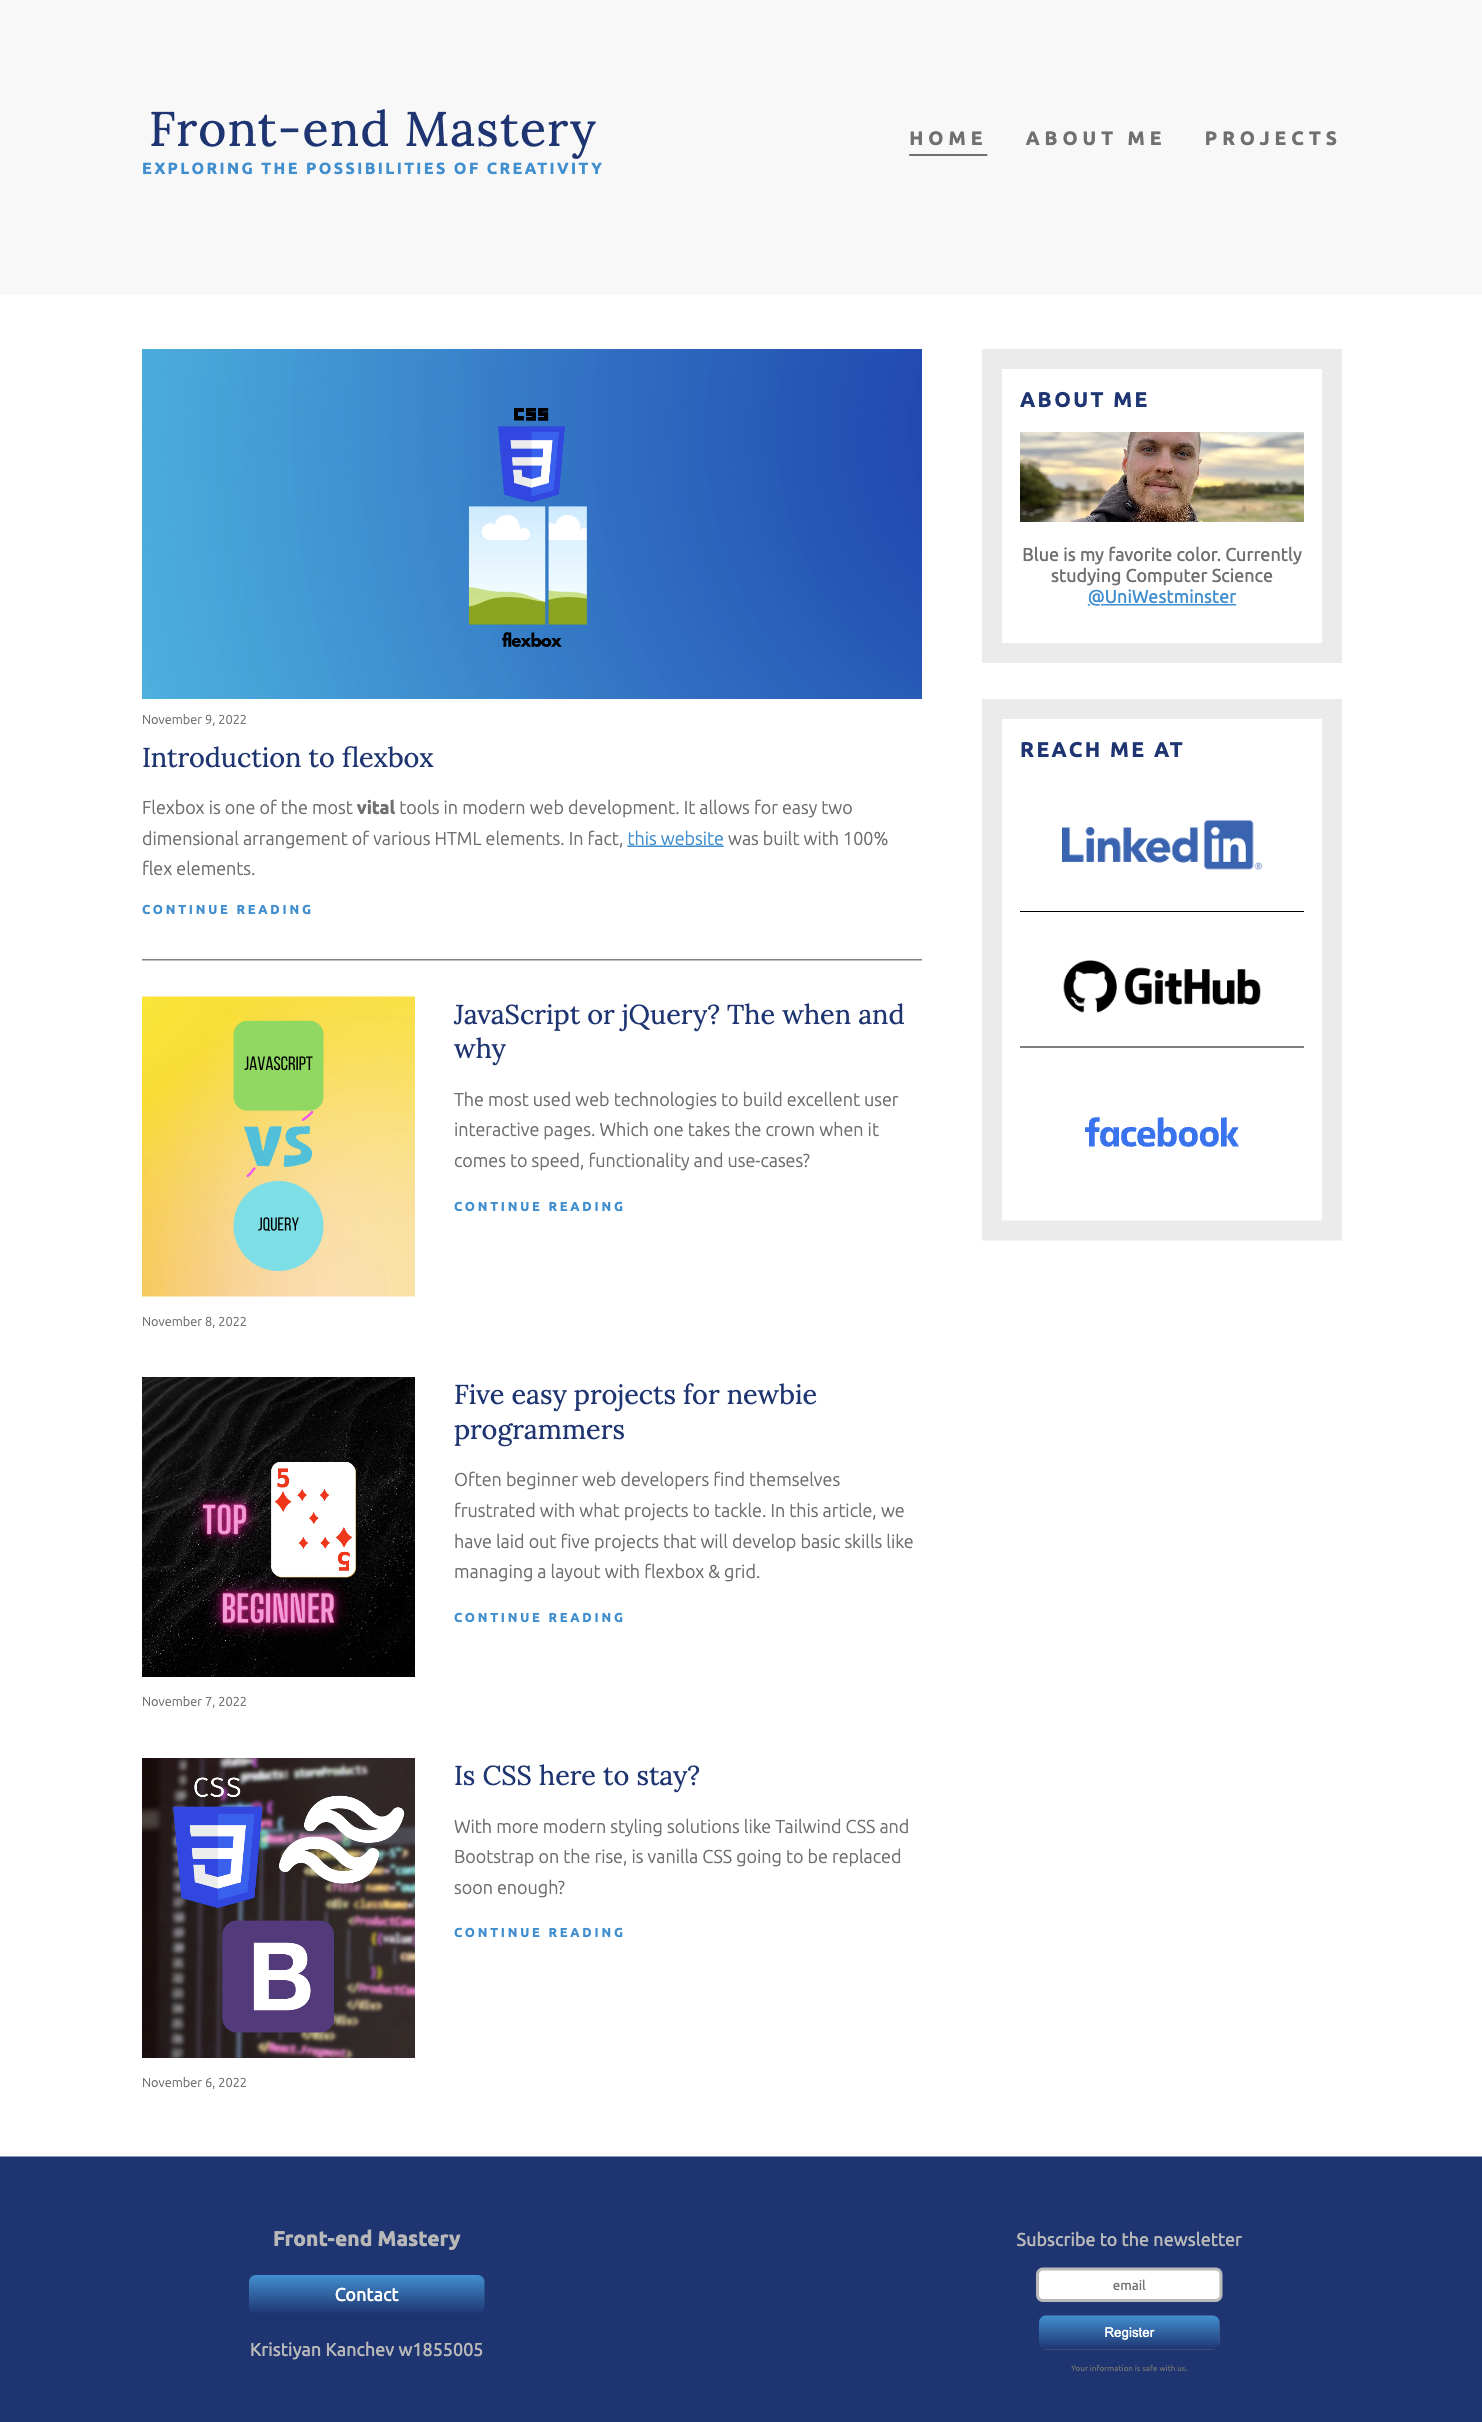 Front-end Mastery
EXPLORING THE POSSIBILITIES OF CREATIVITY
HOME
ABOUT ME
PROJECTS
CSS
flexbox
November 9, 2022
Introduction to flexbox
Flexbox is one of the most vital tools in modern web development. It allows for easy two
dimensional arrangement of various HTML elements. In fact, this website was built with 100%
flex elements.
CONTINUE READING
JAVASCRIPT
VS
JQUERY
November 8, 2022
JavaScript or jQuery? The when and
why
The most used web technologies to build excellent user
interactive pages. Which one takes the crown when it
comes to speed, functionality and use-cases?
CONTINUE READING
5
TOP
5
BEGINNER
November 7, 2022
Five easy projects for newbie
programmers
Often beginner web developers find themselves
frustrated with what projects to tackle. In this article, we
have laid out five projects that will develop basic skills like
managing a layout with flexbox & grid.
CONTINUE READING
products: storeProducts
CSS
B
November 6, 2022
Is CSS here to stay?
With more modern styling solutions like Tailwind CSS and
Bootstrap on the rise, is vanilla CSS going to be replaced
soon enough?
CONTINUE READING
ABOUT ME
Blue is my favorite color. Currently
studying Computer Science
@UniWestminster
REACH ME AT
Linked in®
GitHub
facebook
Front-end Mastery
Contact
Kristiyan Kanchev w1855005
Subscribe to the newsletter
email
Register
Your information is safe with us.